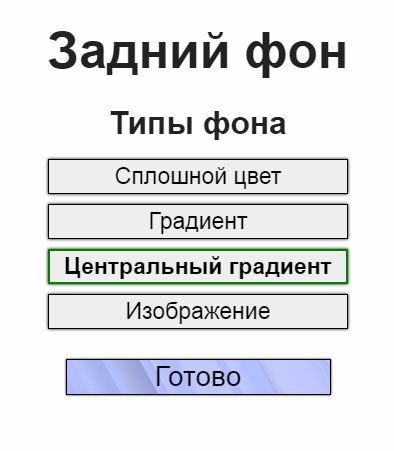 Задний фон
Типы фона
Сплошной цвет
Градиент
Центральный градиент
Изображение
Готово